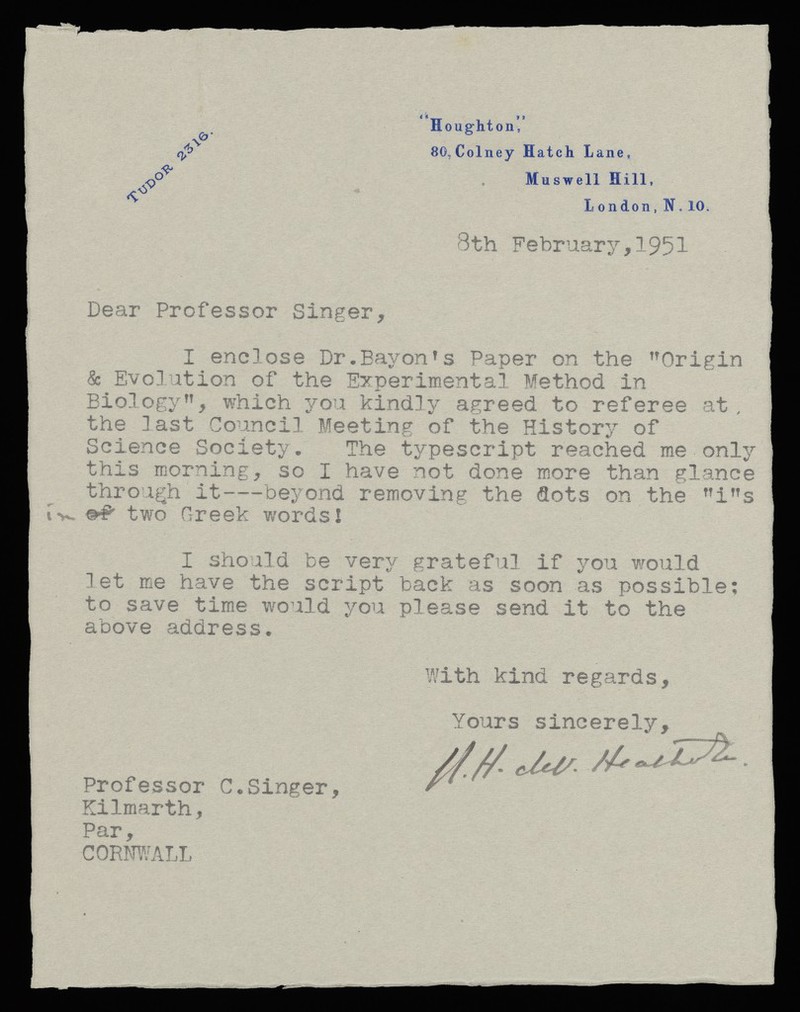 TUDOR 2316.
"Houghton,"
80, Colney Hatch Lane,
Muswell Hill,
London, N.10.
8th February,1951
Dear Professor Singer,
I enclose Dr.Bayon's Paper on the "Origin
& Evolution of the Experimental Method in
Biology", which you kindly agreed to referee at.
the last Council Meeting of the History of
Science Society. The typescript reached me only
this morning, so I have not done more than glance
through it---beyond removing the dots on the "i"s
in of two Greek words!
I should be very grateful if you would
let me have the script back as soon as possible;
to save time would you please send it to the
above address.
With kind regards,
Yours sincerely,
N.H. deV. Heathcote.
Professor C.Singer,
Kilmarth,
Par,
CORNWALL